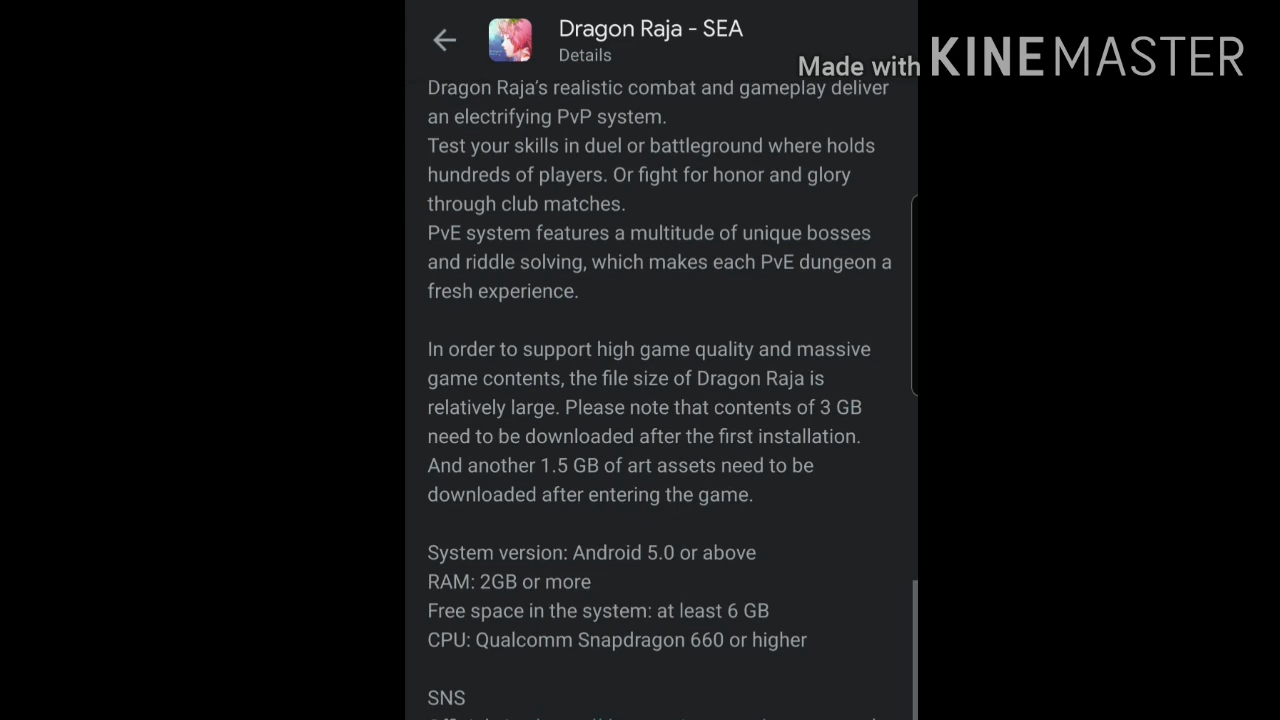 Dragon Raja - SEA
Details
Made with KINEMASTER
Dragon Raja's realistic combat and gameplay deliver
an electrifying PvP system.
Test your skills in duel or battleground where holds
hundreds of players. Or fight for honor and glory
through club matches.
PvE system features a multitude of unique bosses
and riddle solving, which makes each PvE dungeon a
fresh experience.
In order to support high game quality and massive
game contents, the file size of Dragon Raja is
relatively large. Please note that contents of 3 GB
need to be downloaded after the first installation.
And another 1.5 GB of art assets need to be
downloaded after entering the game.
System version: Android 5.0 or above
RAM: 2GB or more
Free space in the system: at least 6 GB
CPU: Qualcomm Snapdragon 660 or higher
SNS